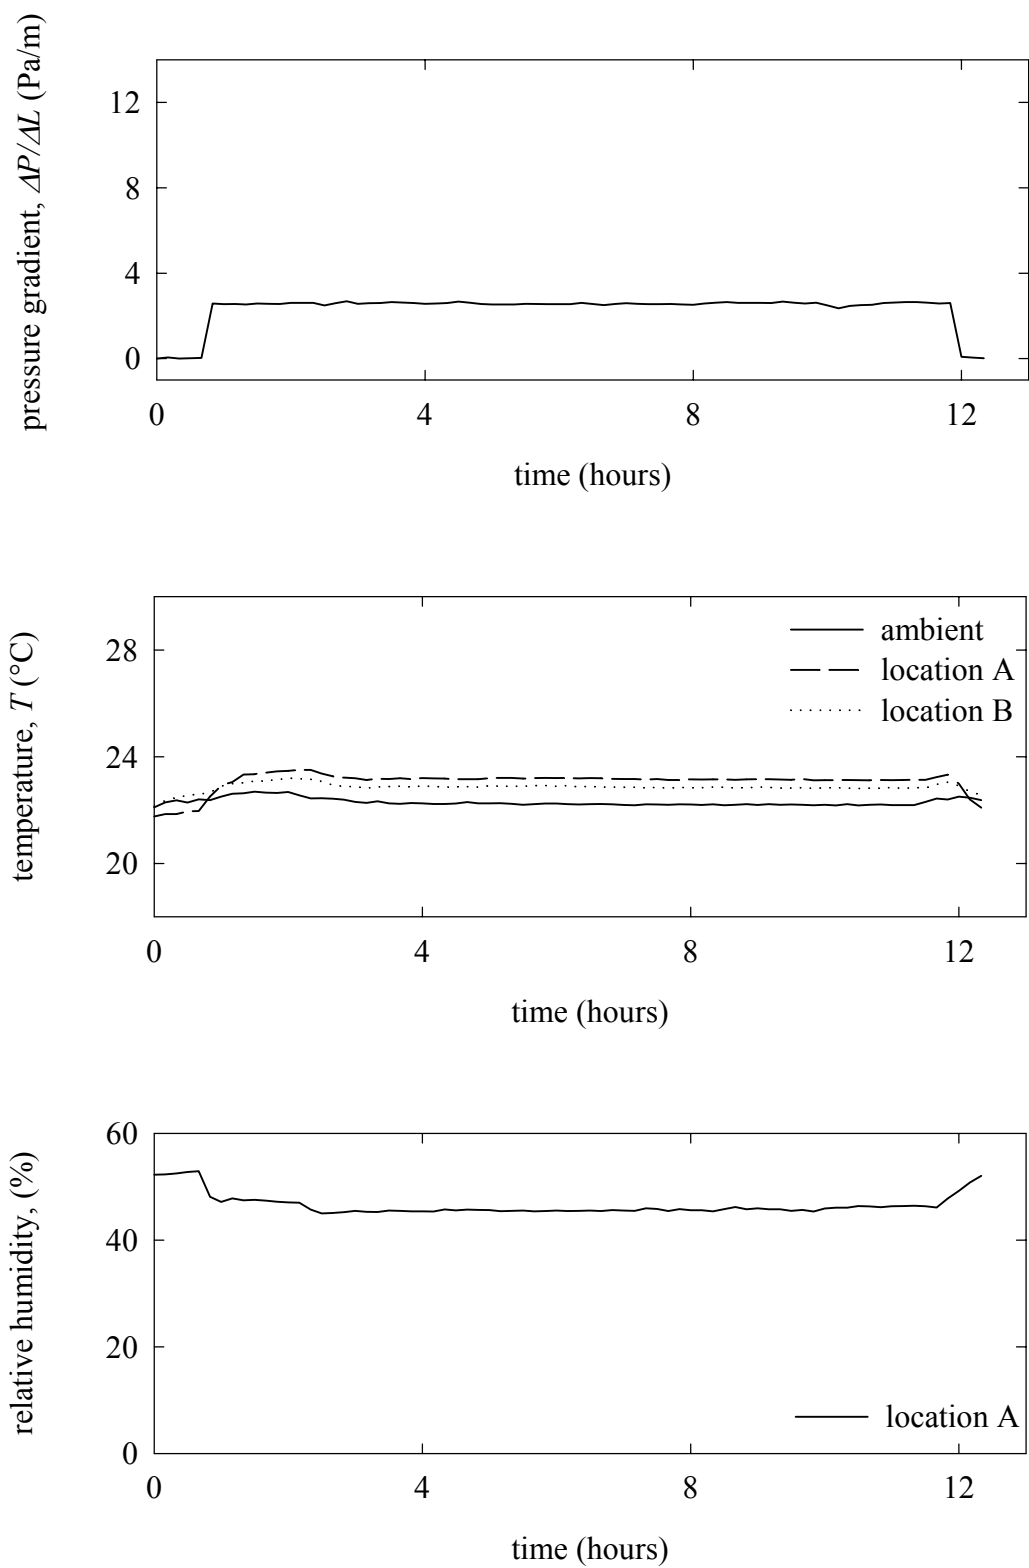 pressure gradient, ΔP/ΔL (Pa/m)
12
8
4
0
0 4 8 12
time (hours)
temperature, T (°C)
28
24
20
ambient
location A
location B
0 4 8 12
time (hours)
relative humidity, (%)
60
40
20
0
location A
0 4 8 12
time (hours)